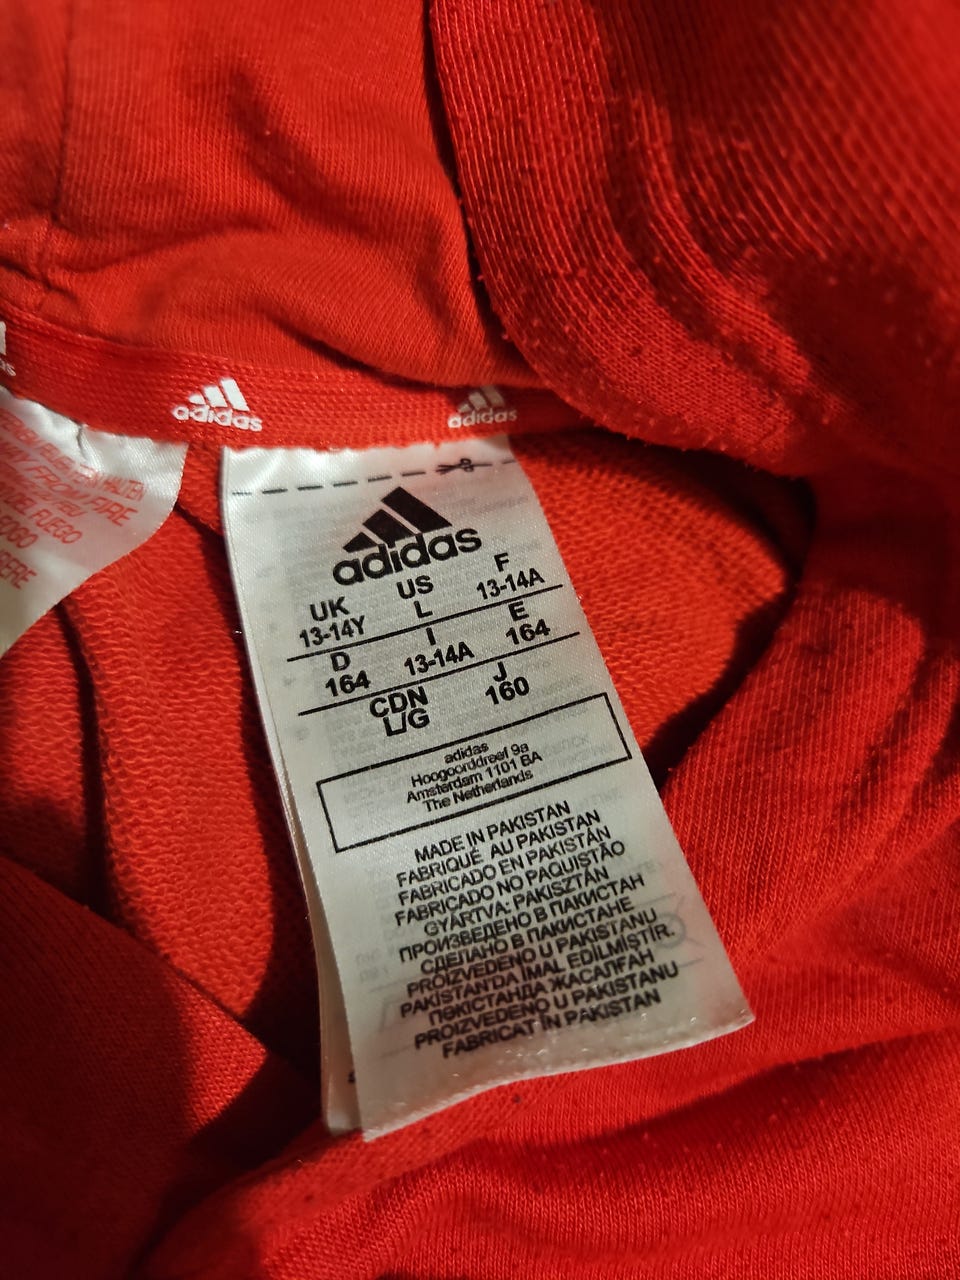 adidas
adidas
adidas
UK US F
13-14Y L 13-14A
D I E
164 13-14A 164
CDN J
L/G 160
adidas
Hoogoorddreef 9a
Amsterdam 1101 BA
The Netherlands
MADE IN PAKISTAN
FABRIQUÉ AU PAKISTAN
FABRICADO EN PAKISTÁN
FABRICADO NO PAQUISTÃO
GYÁRTVA: PAKISZTÁN
ПРОИЗВЕДЕНО В ПАКИСТАН
СДЕЛАНО В ПАКИСТАНЕ
PROIZVEDENO U PAKISTANU
PAKISTAN'DA İMAL EDİLMİŞTİR.
ПӘКІСТАНДА ЖАСАЛҒАН
PROIZVEDENO U PAKISTANU
FABRICAT ÎN PAKISTAN
HALTEN
FIRE
DEL FUEGO